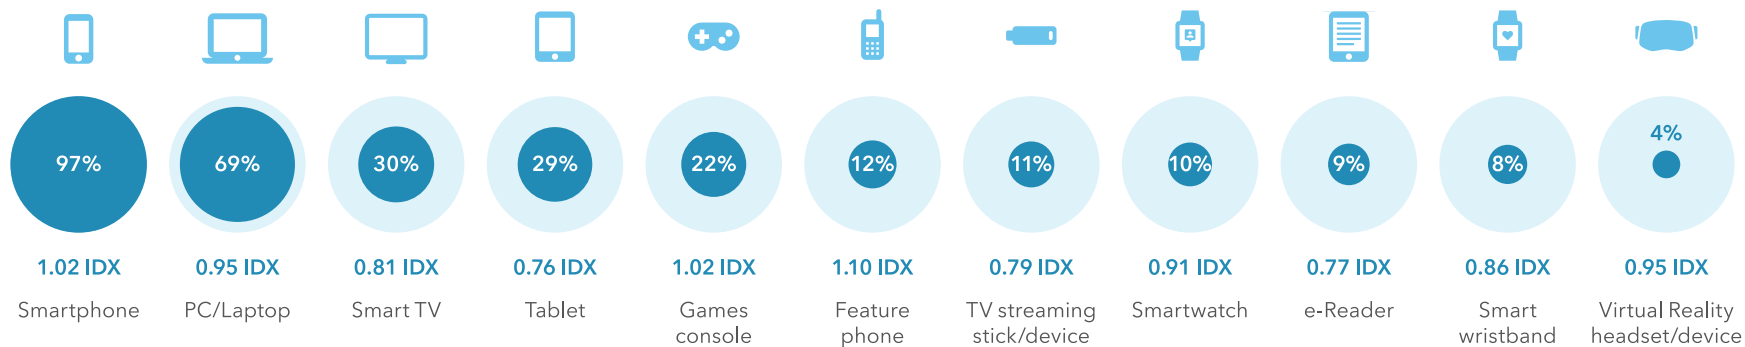 97%
69%
30%
29%
22%
12%
11%
10%
9%
8%
4%
1.02 IDX
0.95 IDX
0.81 IDX
0.76 IDX
1.02 IDX
1.10 IDX
0.79 IDX
0.91 IDX
0.77 IDX
0.86 IDX
0.95 IDX
Smartphone
PC/Laptop
Smart TV
Tablet
Games
console
Feature
phone
TV streaming
stick/device
Smartwatch
e-Reader
Smart
wristband
Virtual Reality
headset/device